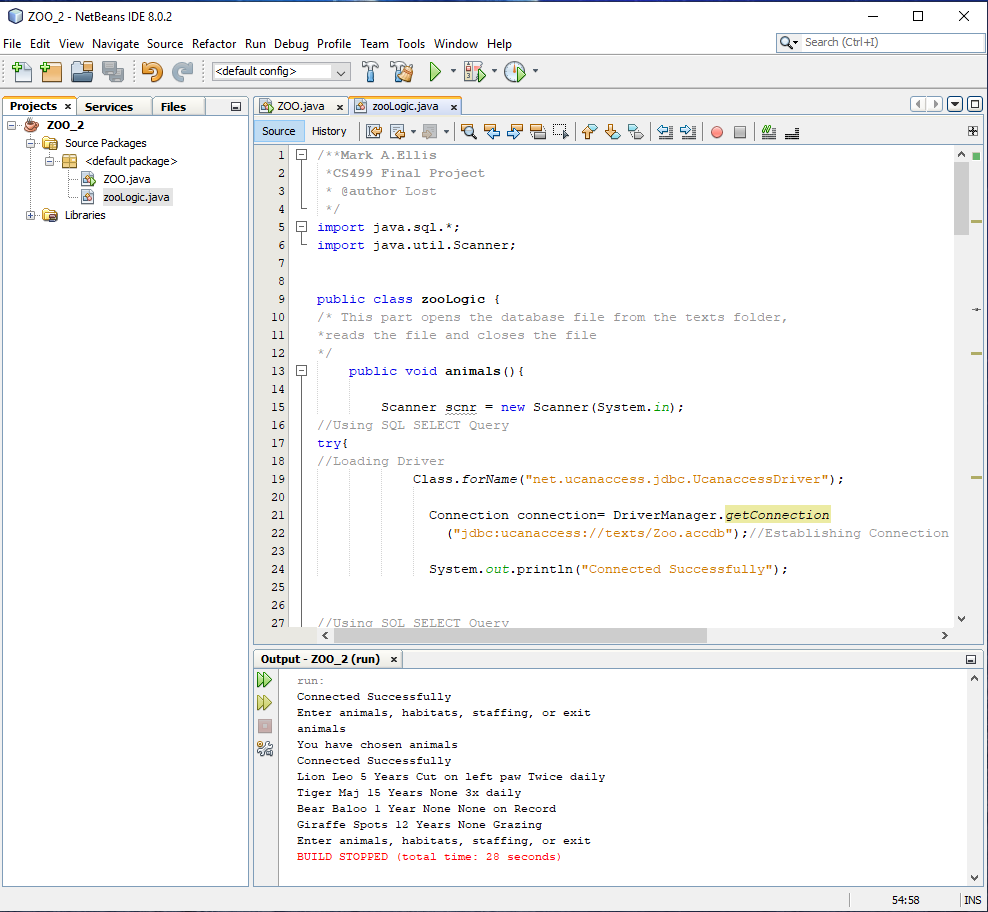 ZOO_2 - NetBeans IDE 8.0.2
File Edit View Navigate Source Refactor Run Debug Profile Team Tools Window Help
Search (Ctrl+I)
<default config>
Projects × Services Files
ZOO_2
Source Packages
<default package>
ZOO.java
zooLogic.java
Libraries
ZOO.java × zooLogic.java ×
Source History
1 /**Mark A.Ellis
2 *CS499 Final Project
3 * @author Lost
4 */
5 import java.sql.*;
6 import java.util.Scanner;
7
8
9 public class zooLogic {
10 /* This part opens the database file from the texts folder,
11 *reads the file and closes the file
12 */
13 public void animals(){
14
15 Scanner scnr = new Scanner(System.in);
16 //Using SQL SELECT Query
17 try{
18 //Loading Driver
19 Class.forName("net.ucanaccess.jdbc.UcanaccessDriver");
20
21 Connection connection= DriverManager.getConnection
22 ("jdbc:ucanaccess://texts/Zoo.accdb");//Establishing Connection
23
24 System.out.println("Connected Successfully");
25
26
27 //Using SQL SELECT Query
Output - ZOO_2 (run) ×
run:
Connected Successfully
Enter animals, habitats, staffing, or exit
animals
You have chosen animals
Connected Successfully
Lion Leo 5 Years Cut on left paw Twice daily
Tiger Maj 15 Years None 3x daily
Bear Baloo 1 Year None None on Record
Giraffe Spots 12 Years None Grazing
Enter animals, habitats, staffing, or exit
BUILD STOPPED (total time: 28 seconds)
54:58 INS